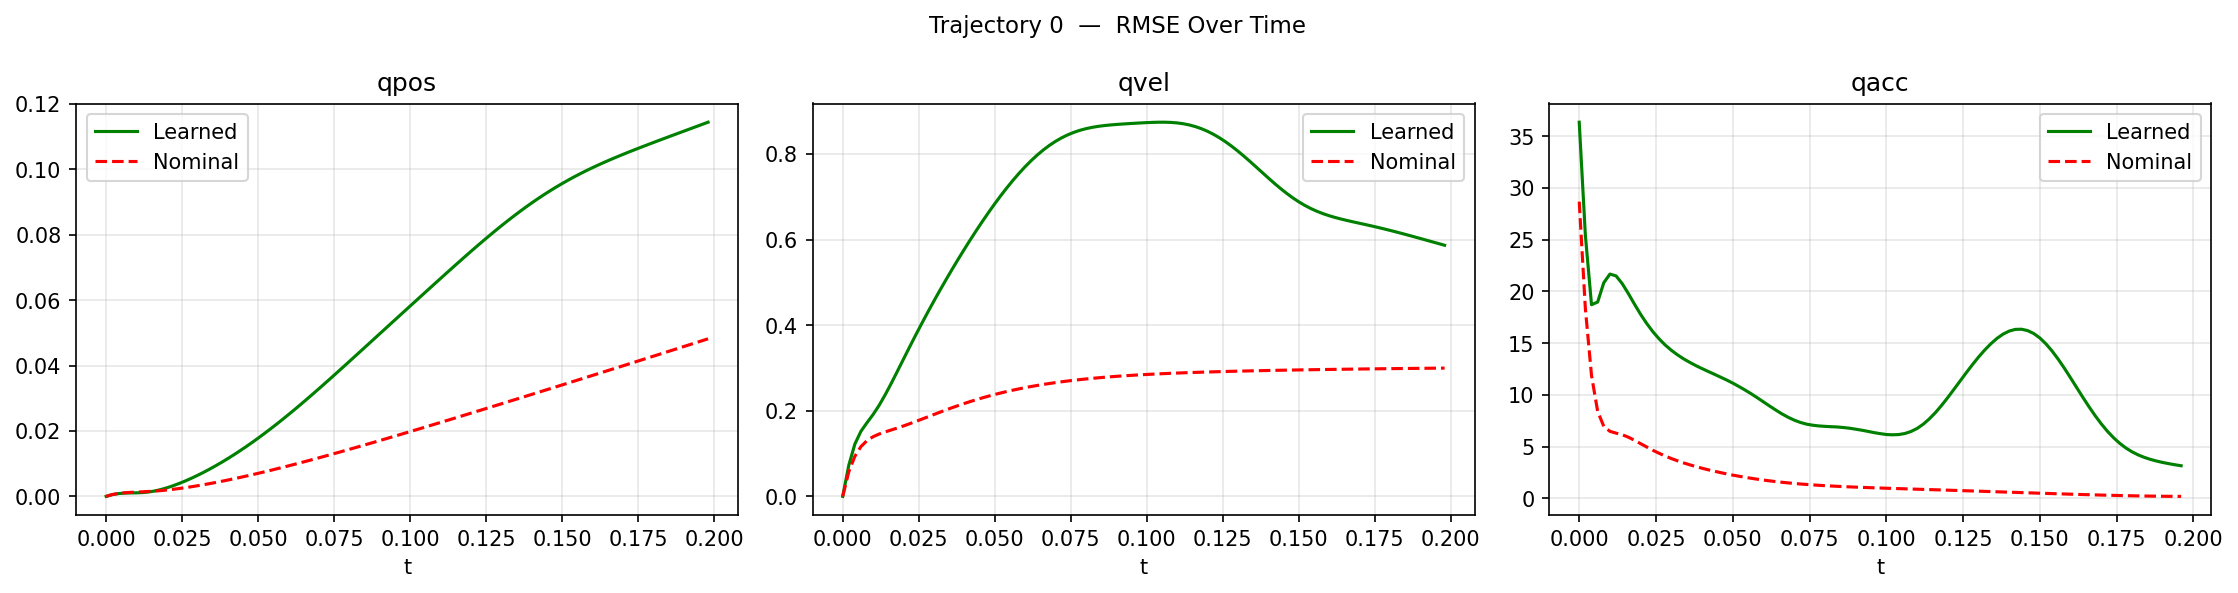 Trajectory 0 — RMSE Over Time
qpos
0.12
0.10
0.08
0.06
0.04
0.02
0.00
Learned
Nominal
0.000 0.025 0.050 0.075 0.100 0.125 0.150 0.175 0.200
t
qvel
0.8
0.6
0.4
0.2
0.0
Learned
Nominal
0.000 0.025 0.050 0.075 0.100 0.125 0.150 0.175 0.200
t
qacc
35
30
25
20
15
10
5
0
Learned
Nominal
0.000 0.025 0.050 0.075 0.100 0.125 0.150 0.175 0.200
t